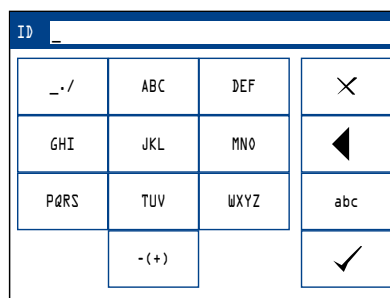 ID _
_./ ABC DEF
GHI JKL MNO
PQRS TUV WXYZ abc
-(+)